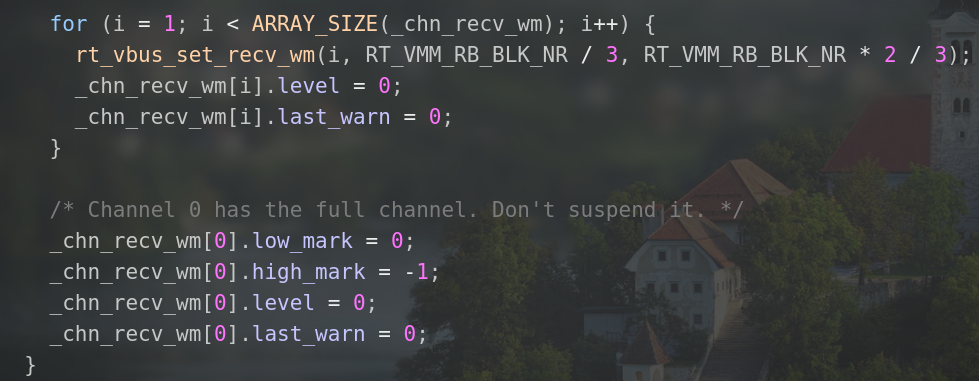 for (i = 1; i < ARRAY_SIZE(_chn_recv_wm); i++) {
rt_vbus_set_recv_wm(i, RT_VMM_RB_BLK_NR / 3, RT_VMM_RB_BLK_NR * 2 / 3);
_chn_recv_wm[i].level = 0;
_chn_recv_wm[i].last_warn = 0;
}
/* Channel 0 has the full channel. Don't suspend it. */
_chn_recv_wm[0].low_mark = 0;
_chn_recv_wm[0].high_mark = -1;
_chn_recv_wm[0].level = 0;
_chn_recv_wm[0].last_warn = 0;
}